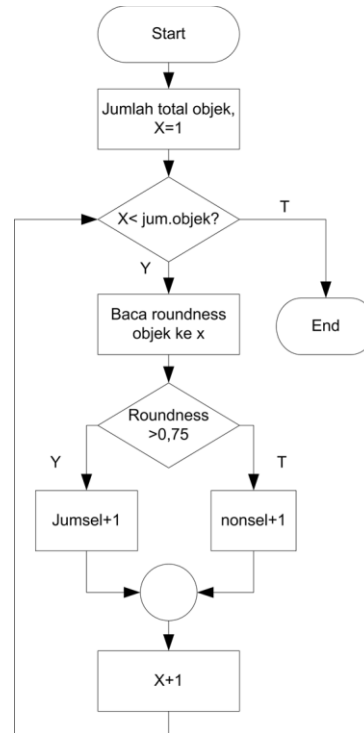 Start
Jumlah total objek,
X=1
X< jum.objek?
T
Y
Baca roundness
objek ke x
End
Roundness
>0,75
Y
T
Jumsel+1
nonsel+1
X+1